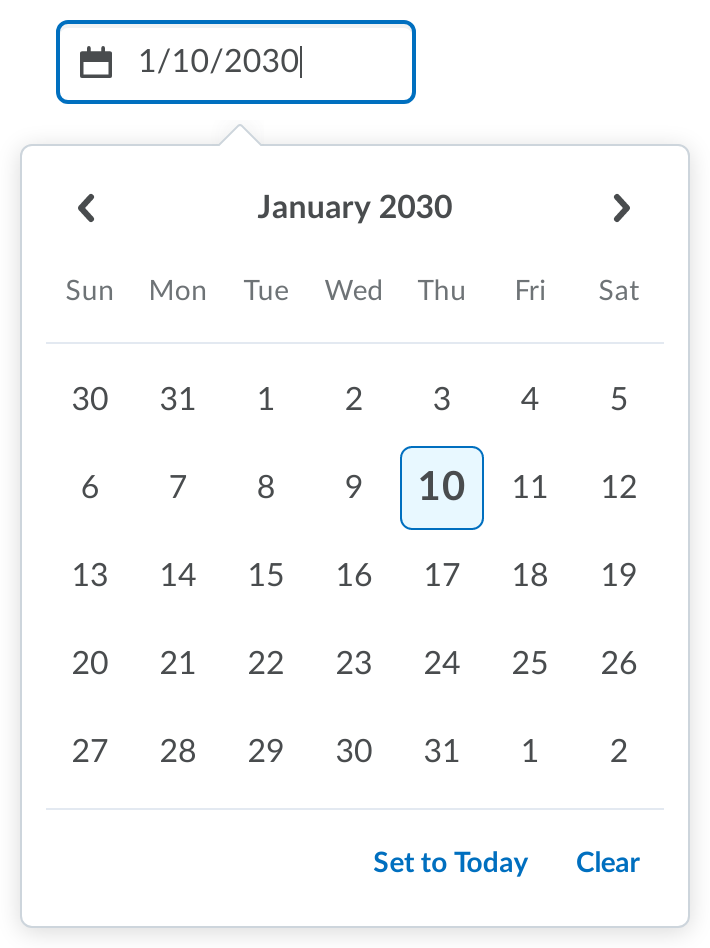 1/10/2030
January 2030
Sun Mon Tue Wed Thu Fri Sat
30 31 1 2 3 4 5
6 7 8 9 10 11 12
13 14 15 16 17 18 19
20 21 22 23 24 25 26
27 28 29 30 31 1 2
Set to Today Clear